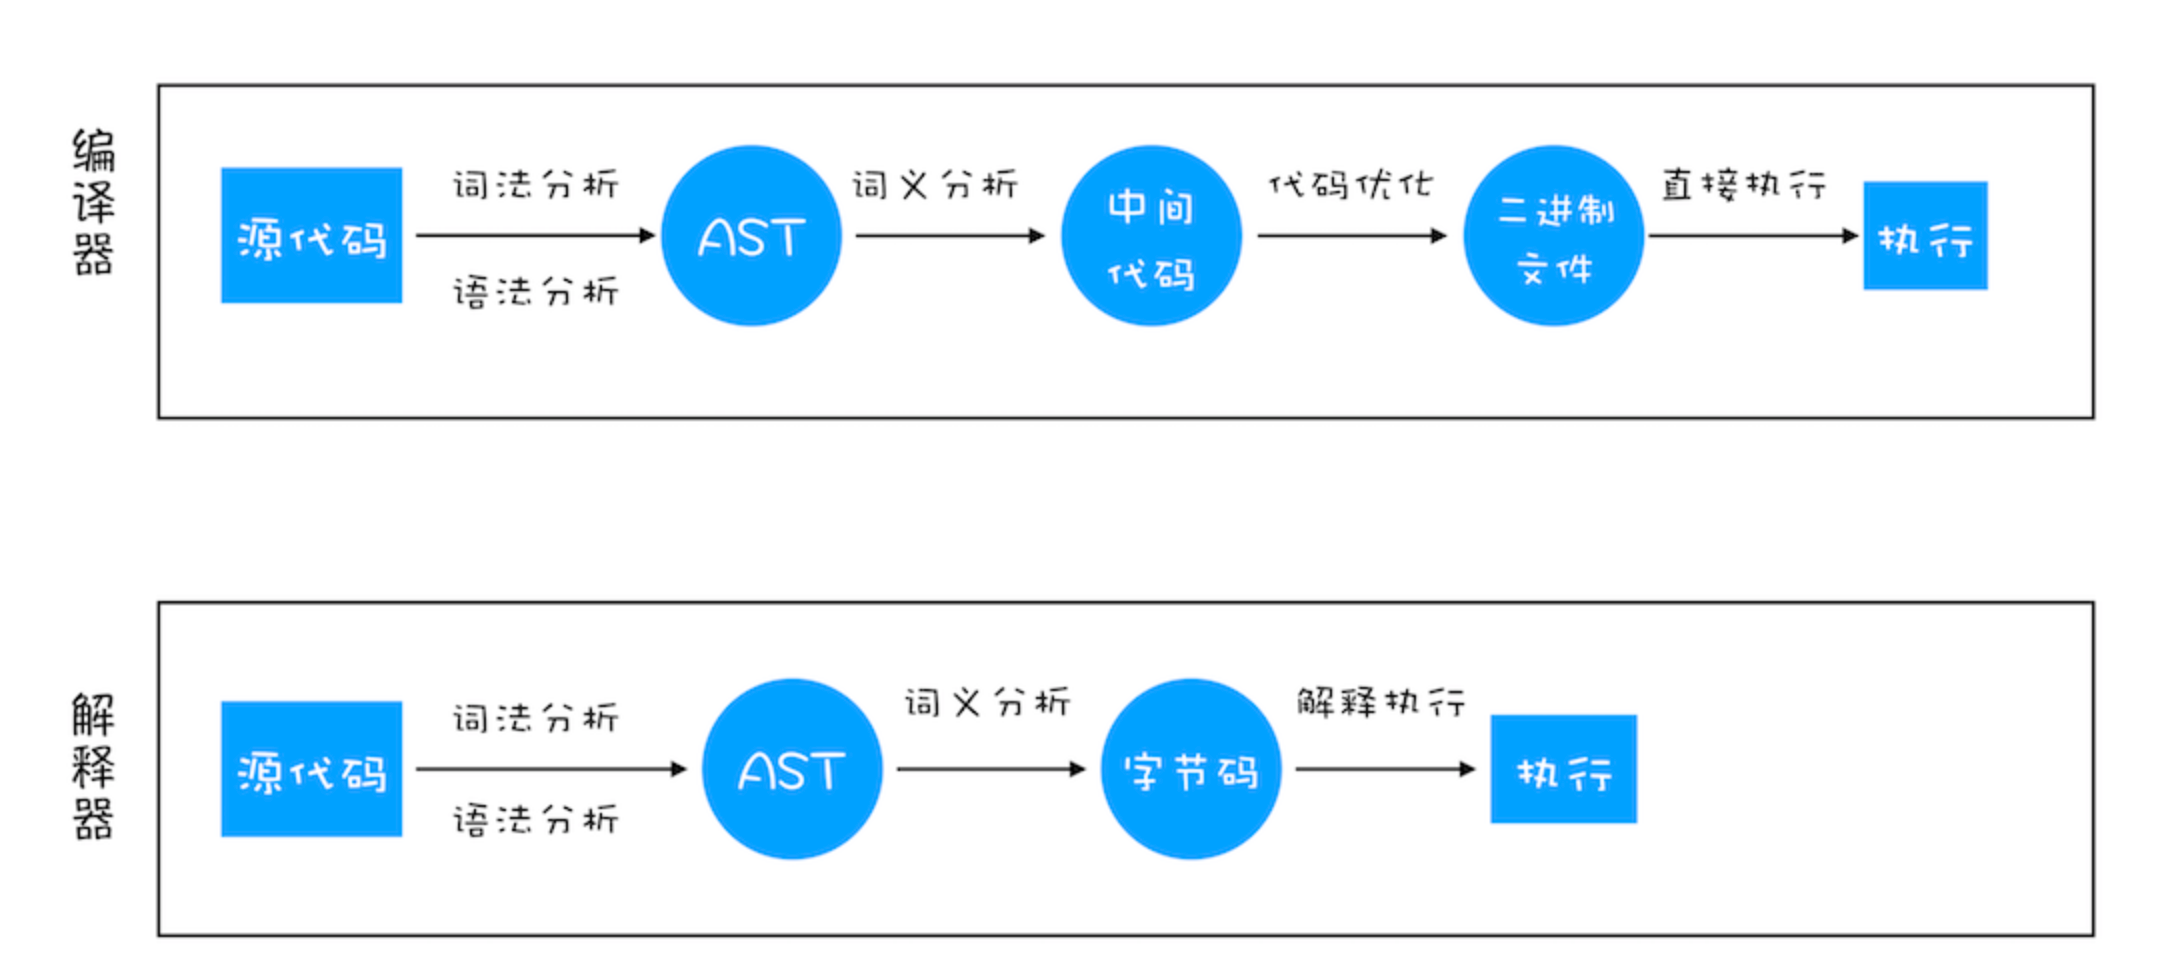 编译器
源代码
词法分析
语法分析
AST
词义分析
中间
代码
代码优化
二进制
文件
直接执行
执行
解释器
源代码
词法分析
语法分析
AST
词义分析
字节码
解释执行
执行